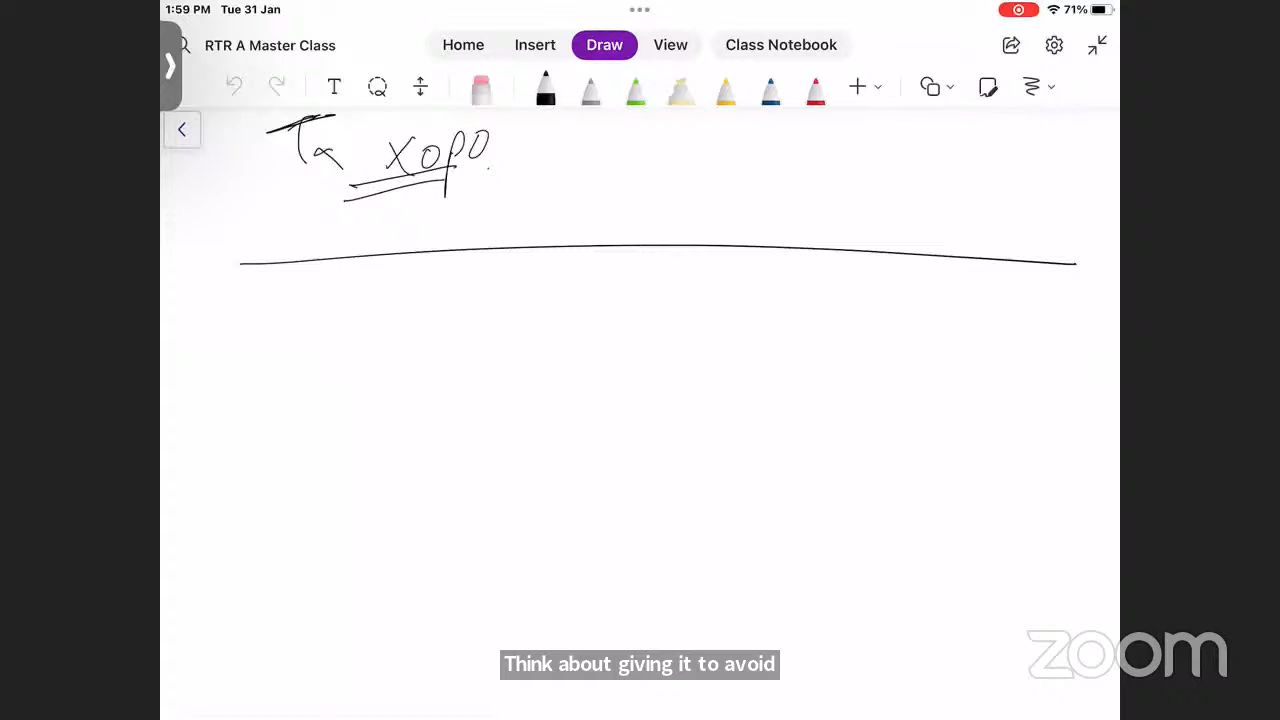 1:59 PM Tue 31 Jan
71%
RTR A Master Class
Home Insert Draw View Class Notebook
T
Τα χορο
Think about giving it to avoid
zoom